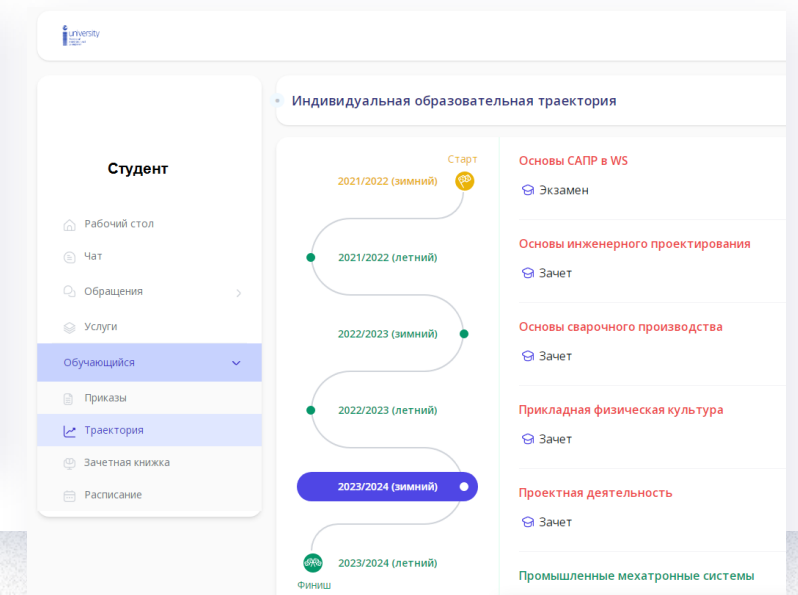 university
Индивидуальная образовательная траектория
Студент
Рабочий стол
Чат
Обращения
Услуги
Обучающийся
Приказы
Траектория
Зачетная книжка
Расписание
Старт
2021/2022 (зимний)
2021/2022 (летний)
2022/2023 (зимний)
2022/2023 (летний)
2023/2024 (зимний)
2023/2024 (летний)
Финиш
Основы САПР в WS
Экзамен
Основы инженерного проектирования
Зачет
Основы сварочного производства
Зачет
Прикладная физическая культура
Зачет
Проектная деятельность
Зачет
Промышленные мехатронные системы